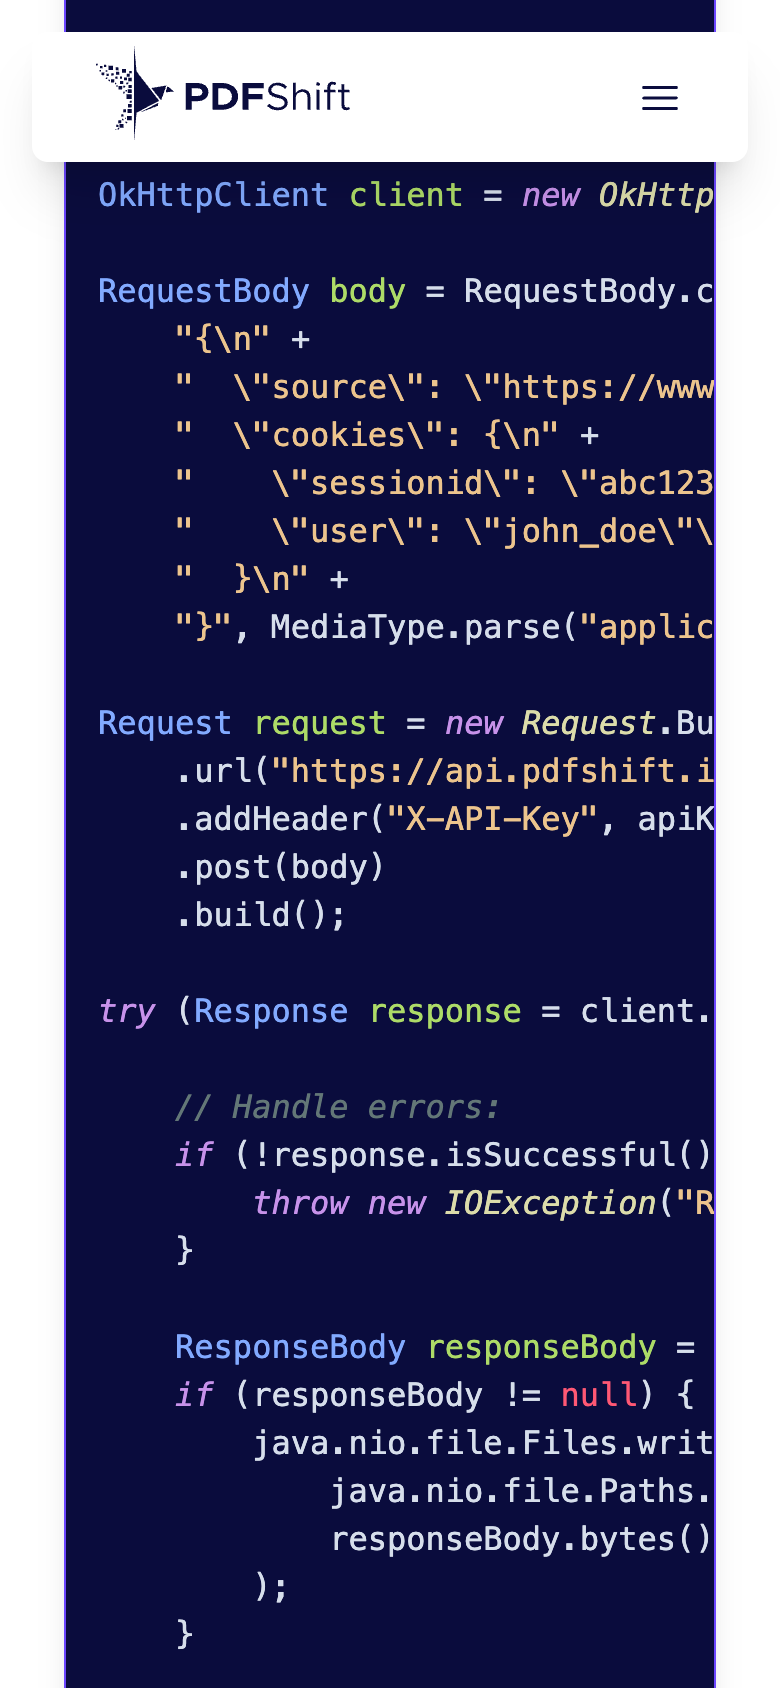 PDFShift
OkHttpClient client = new OkHttp
RequestBody body = RequestBody.c
    "{\n" +
    "  \"source\": \"https://www
    "  \"cookies\": {\n" +
    "    \"sessionid\": \"abc123
    "    \"user\": \"john_doe\"\
    "  }\n" +
    "}", MediaType.parse("applic
Request request = new Request.Bu
    .url("https://api.pdfshift.i
    .addHeader("X-API-Key", apiK
    .post(body)
    .build();
try (Response response = client.
    // Handle errors:
    if (!response.isSuccessful()
        throw new IOException("R
    }
    ResponseBody responseBody =
    if (responseBody != null) {
        java.nio.file.Files.writ
            java.nio.file.Paths.
            responseBody.bytes()
        );
    }